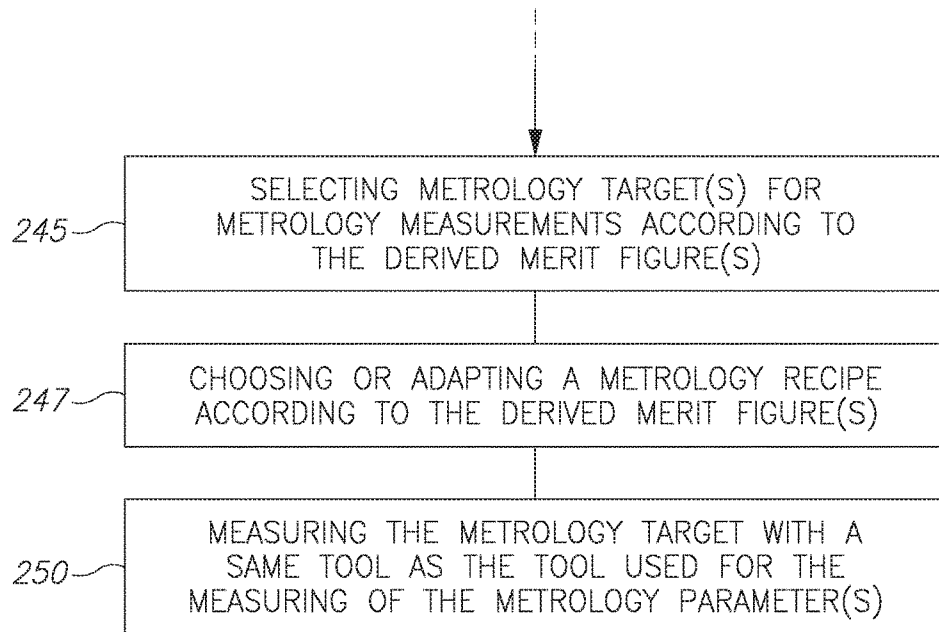 245
SELECTING METROLOGY TARGET(S) FOR
METROLOGY MEASUREMENTS ACCORDING TO
THE DERIVED MERIT FIGURE(S)
247
CHOOSING OR ADAPTING A METROLOGY RECIPE
ACCORDING TO THE DERIVED MERIT FIGURE(S)
250
MEASURING THE METROLOGY TARGET WITH A
SAME TOOL AS THE TOOL USED FOR THE
MEASURING OF THE METROLOGY PARAMETER(S)